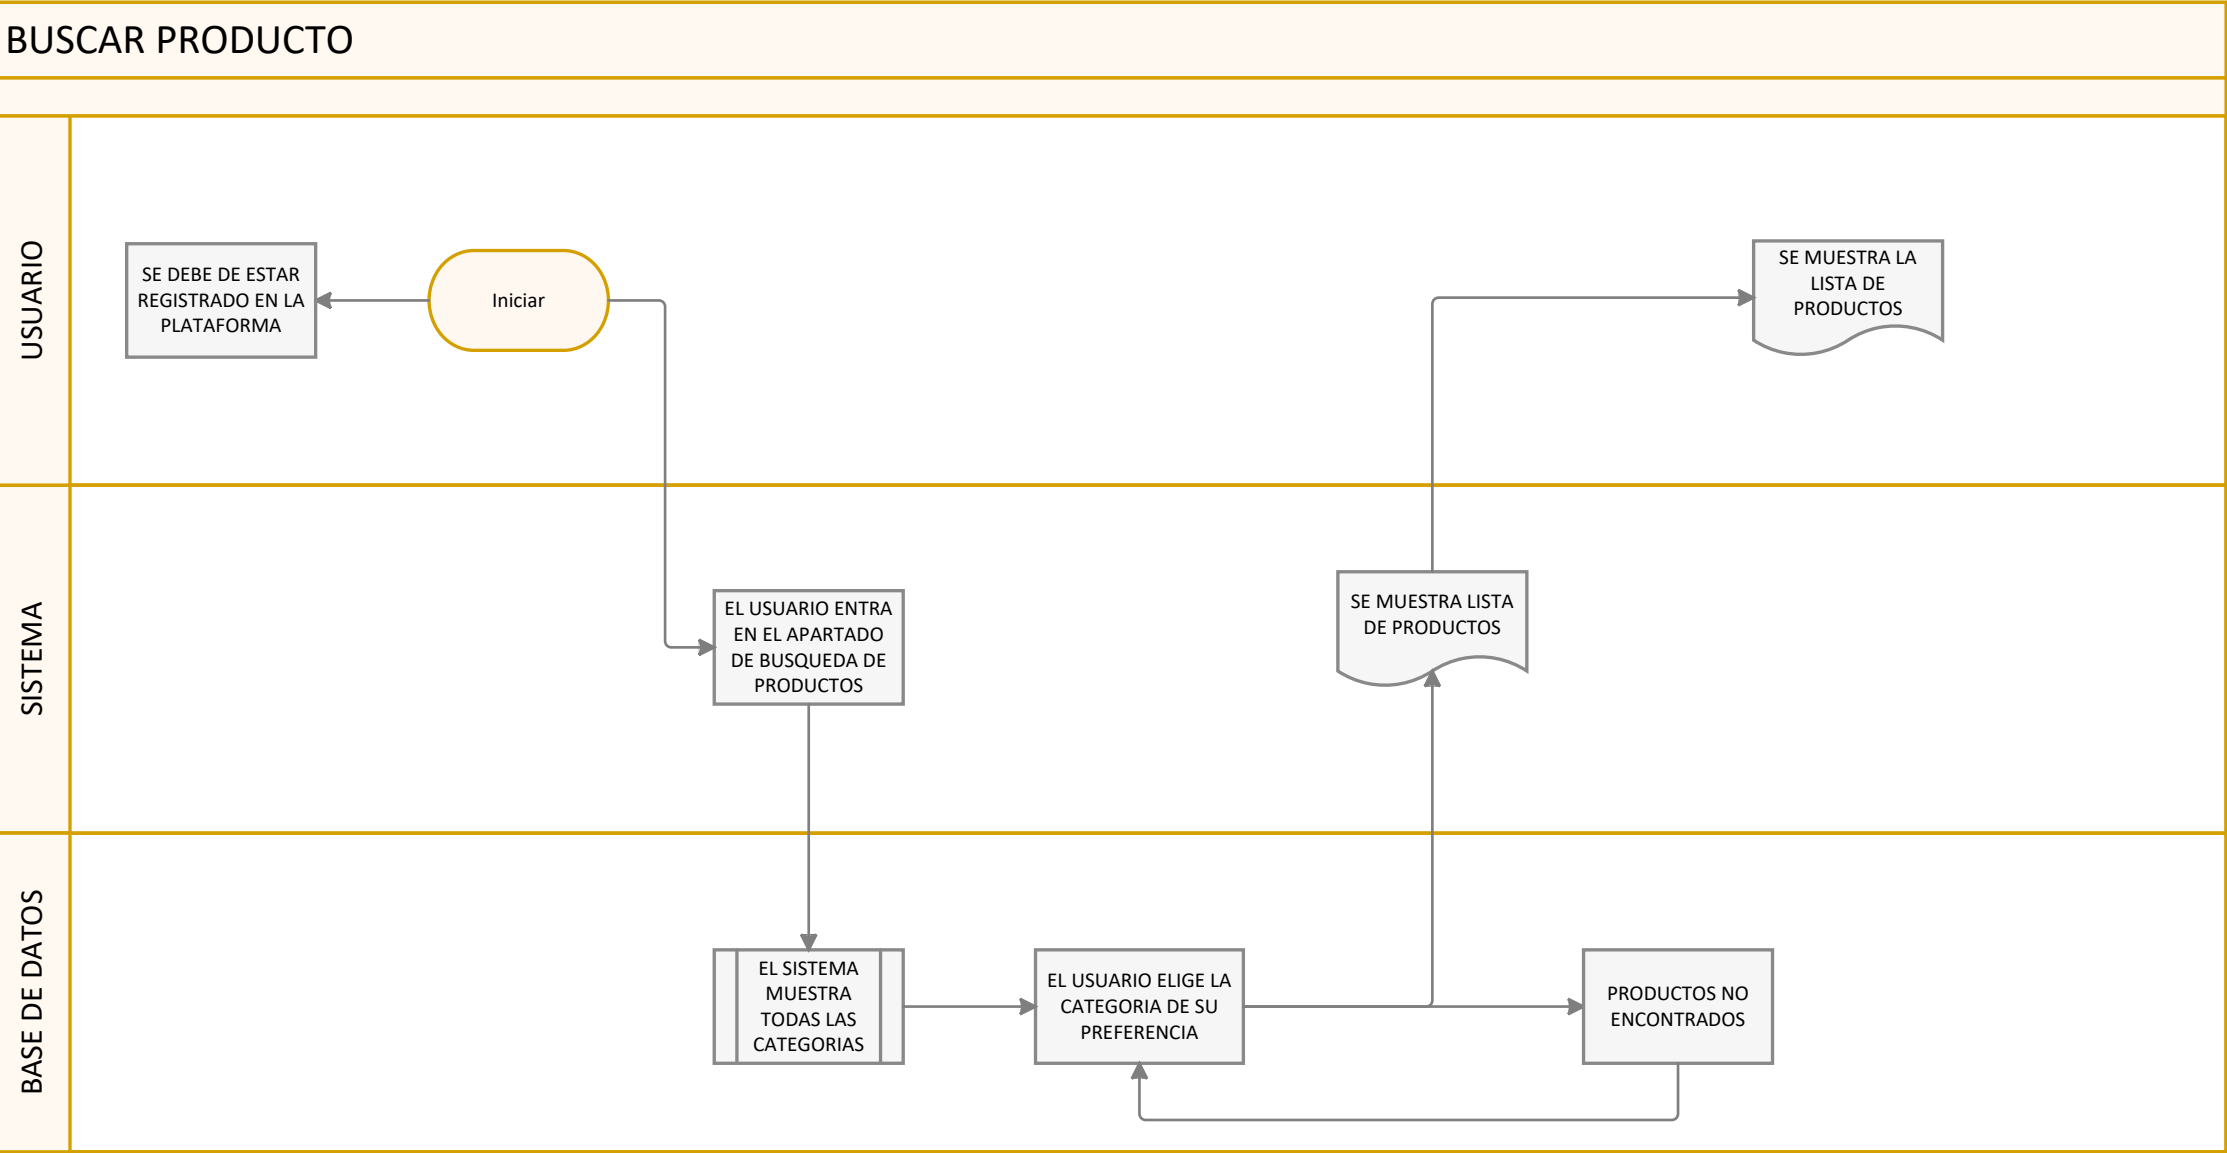 BUSCAR PRODUCTO
USUARIO
SE DEBE DE ESTAR
REGISTRADO EN LA
PLATAFORMA
Iniciar
SE MUESTRA LA
LISTA DE
PRODUCTOS
SISTEMA
EL USUARIO ENTRA
EN EL APARTADO
DE BUSQUEDA DE
PRODUCTOS
SE MUESTRA LISTA
DE PRODUCTOS
BASE DE DATOS
EL SISTEMA
MUESTRA
TODAS LAS
CATEGORIAS
EL USUARIO ELIGE LA
CATEGORIA DE SU
PREFERENCIA
PRODUCTOS NO
ENCONTRADOS